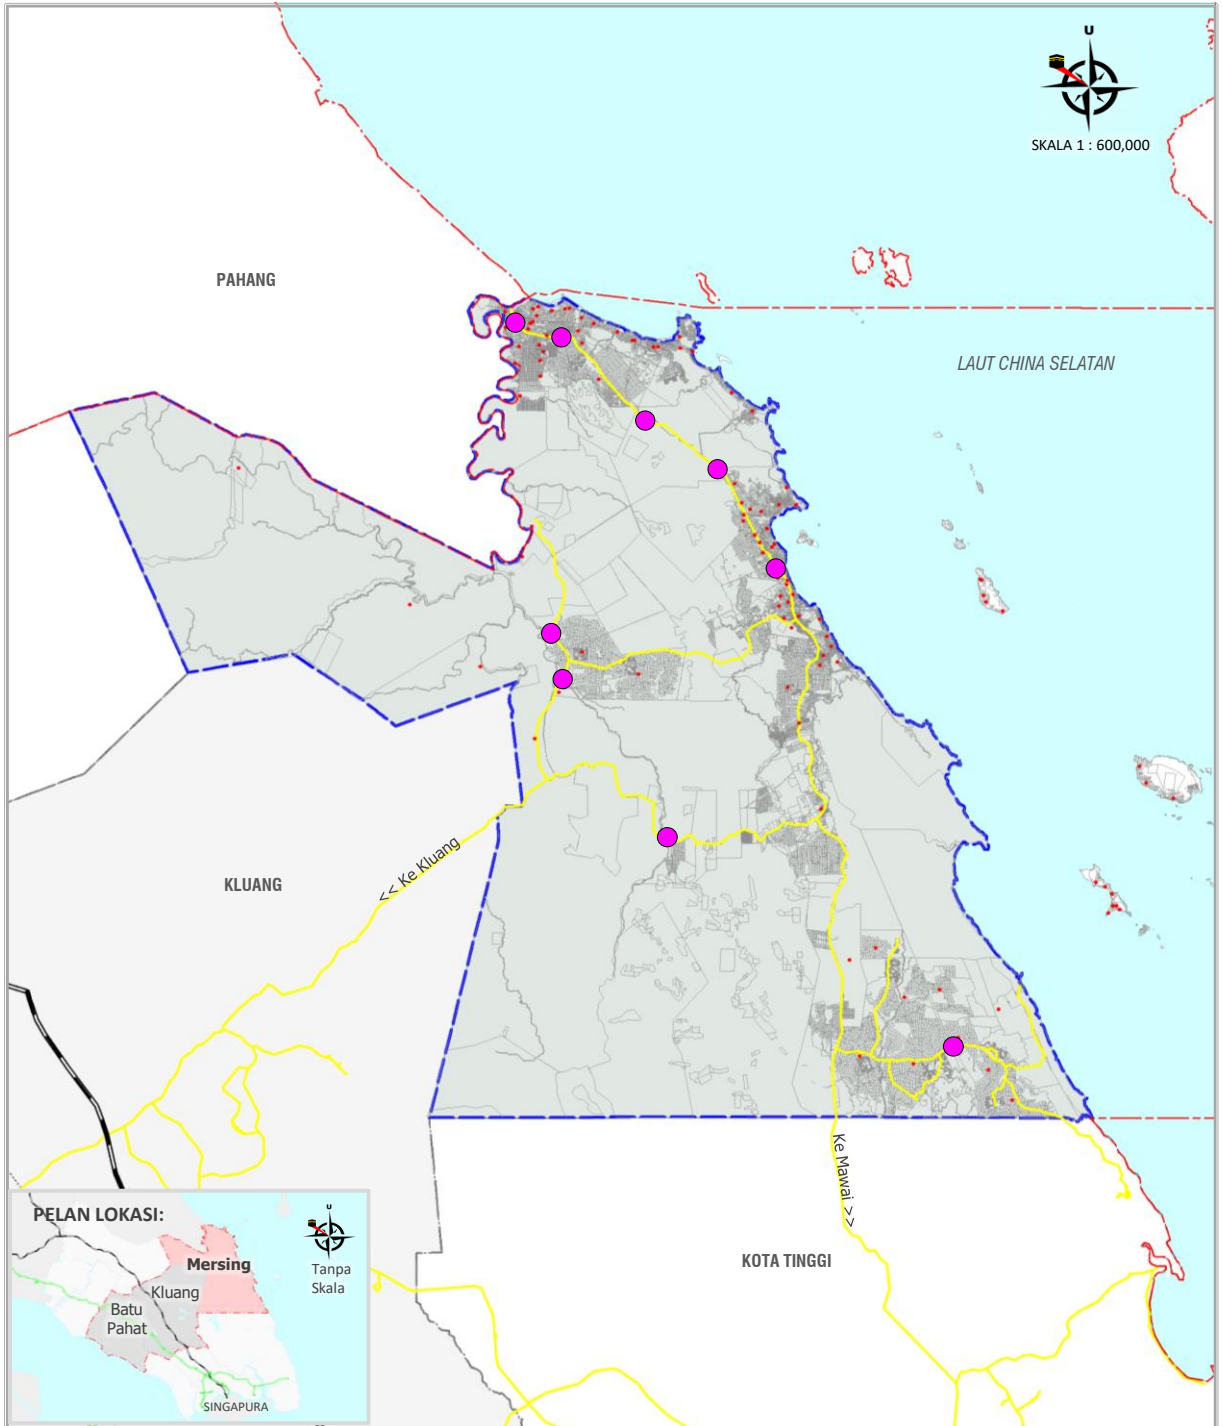 U
SKALA 1 : 600,000
PAHANG
LAUT CHINA SELATAN
<< Ke Kluang
KLUANG
Ke Mawai >>
KOTA TINGGI
PELAN LOKASI:
U
Tanpa
Skala
Mersing
Kluang
Batu
Pahat
SINGAPURA